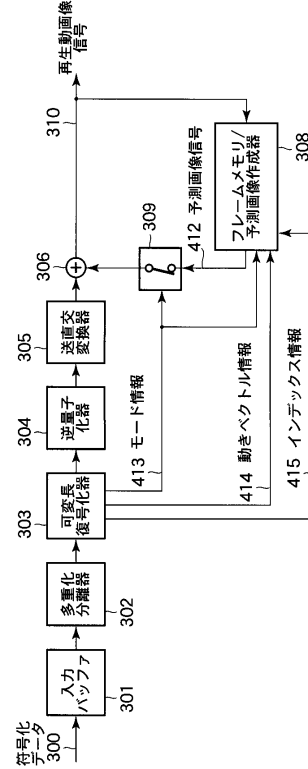 符号化
データ
300
入力
バッファ
301
多重化
分離器
302
可変長
復号化器
303
逆量子
化器
304
送直交
変換器
305
306
310
再生動画像
信号
309
412 予測画像信号
フレームメモリ/
予測画像作成器
308
413 モード情報
414 動きベクトル情報
415 インデックス情報